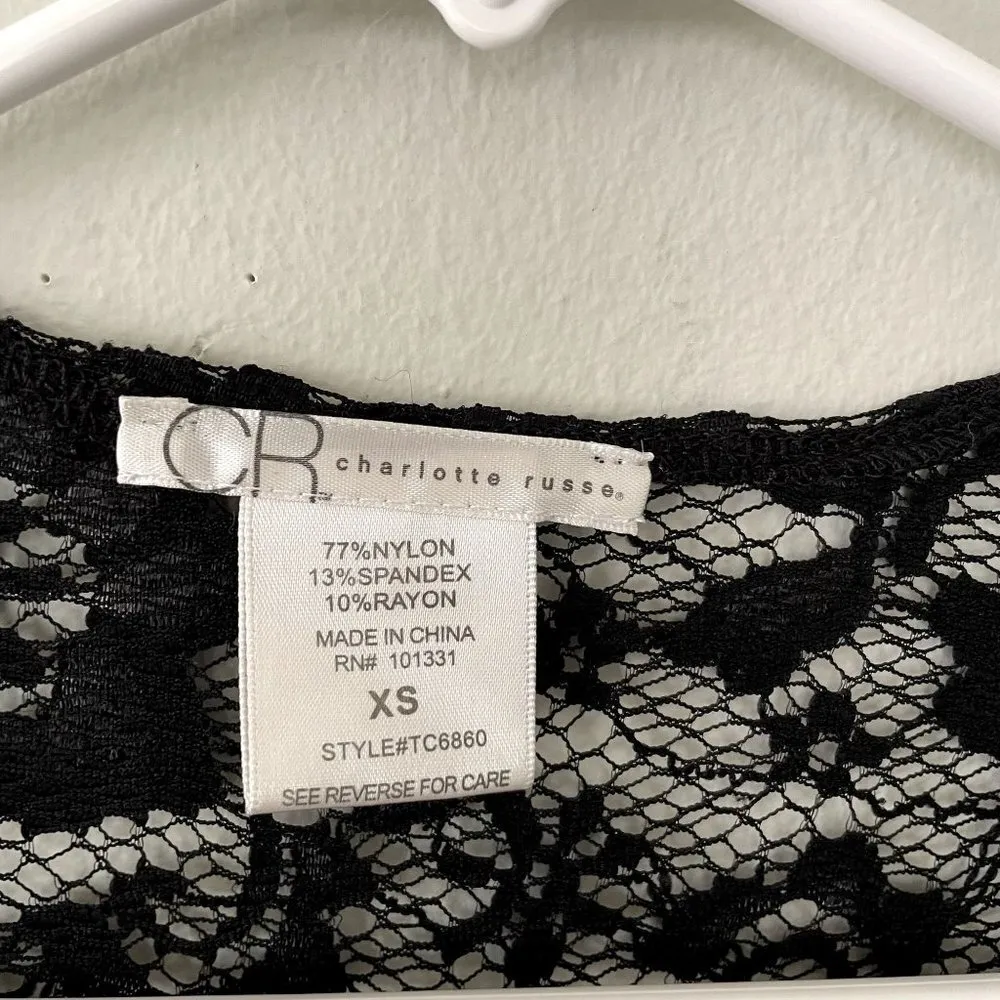 CR charlotte russe®
77%NYLON
13%SPANDEX
10%RAYON
MADE IN CHINA
RN# 101331
XS
STYLE#TC6860
SEE REVERSE FOR CARE